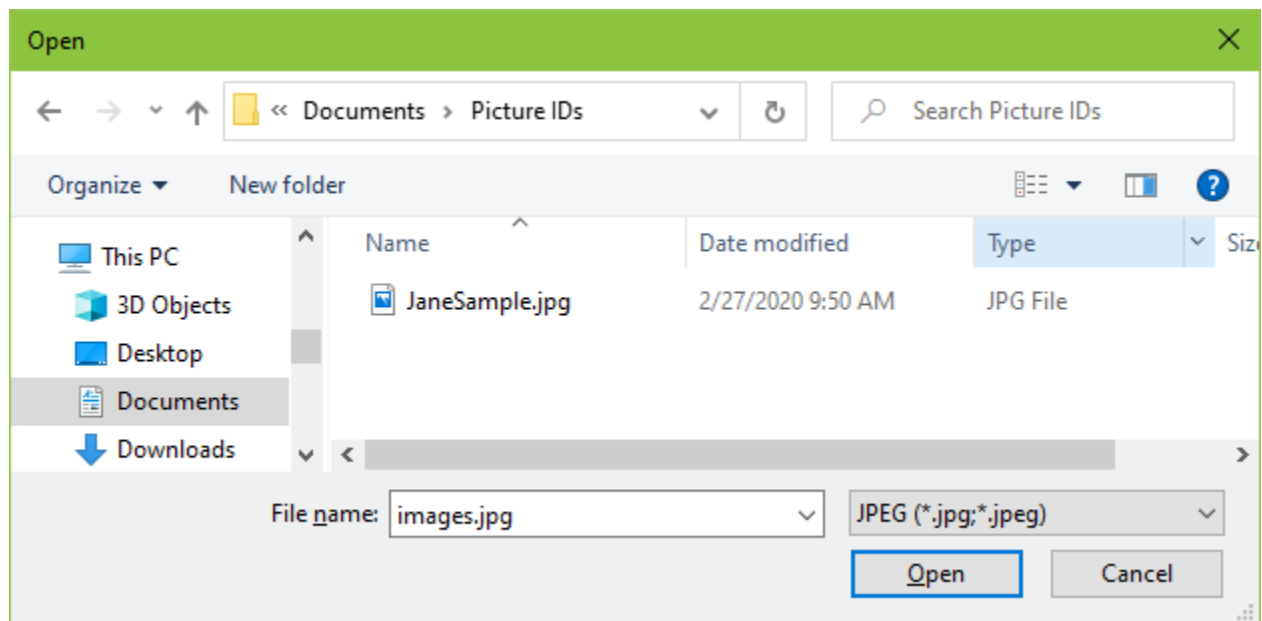 Open
« Documents › Picture IDs
Search Picture IDs
Organize
New folder
?
Name
Date modified
Type
This PC
3D Objects
Desktop
Documents
Downloads
JaneSample.jpg
2/27/2020 9:50 AM
JPG File
File name:
images.jpg
JPEG (*.jpg;*.jpeg)
Open
Cancel